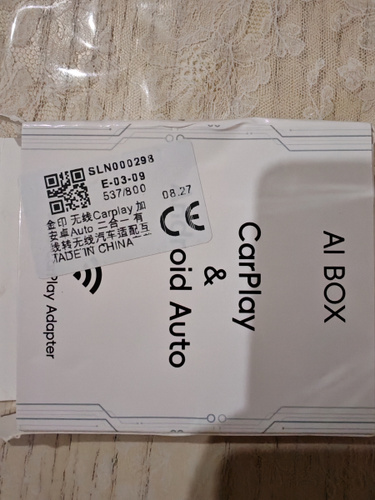 AI BOX
CarPlay
&
oid Auto
lay Adapter
SLN000298
E-03-09
537/800
08.27
CE
金印 无线Carplay 加
安卓Auto 二合一有
线转无线汽车适配互
MADE IN CHINA